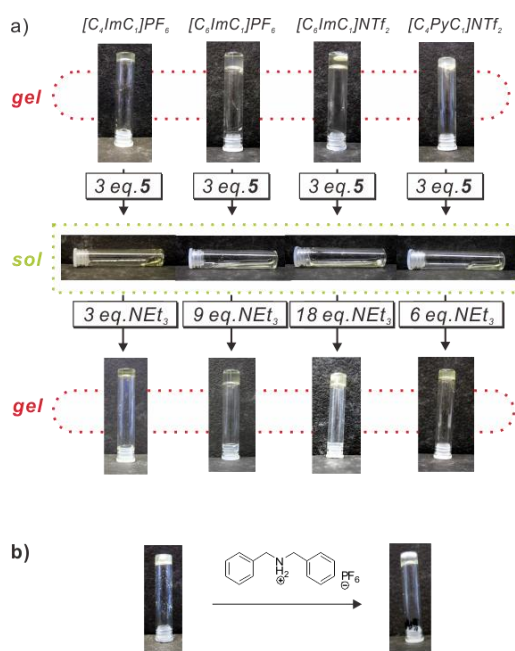 a)
[C₄ImC₁]PF₆ [C₆ImC₁]PF₆ [C₆ImC₁]NTf₂ [C₄PyC₁]NTf₂
gel
3 eq.5 3 eq.5 3 eq.5 3 eq.5
sol
3 eq.NEt₃ 9 eq.NEt₃ 18 eq.NEt₃ 6 eq.NEt₃
gel
b)
N
H₂
⊕
PF₆
⊖